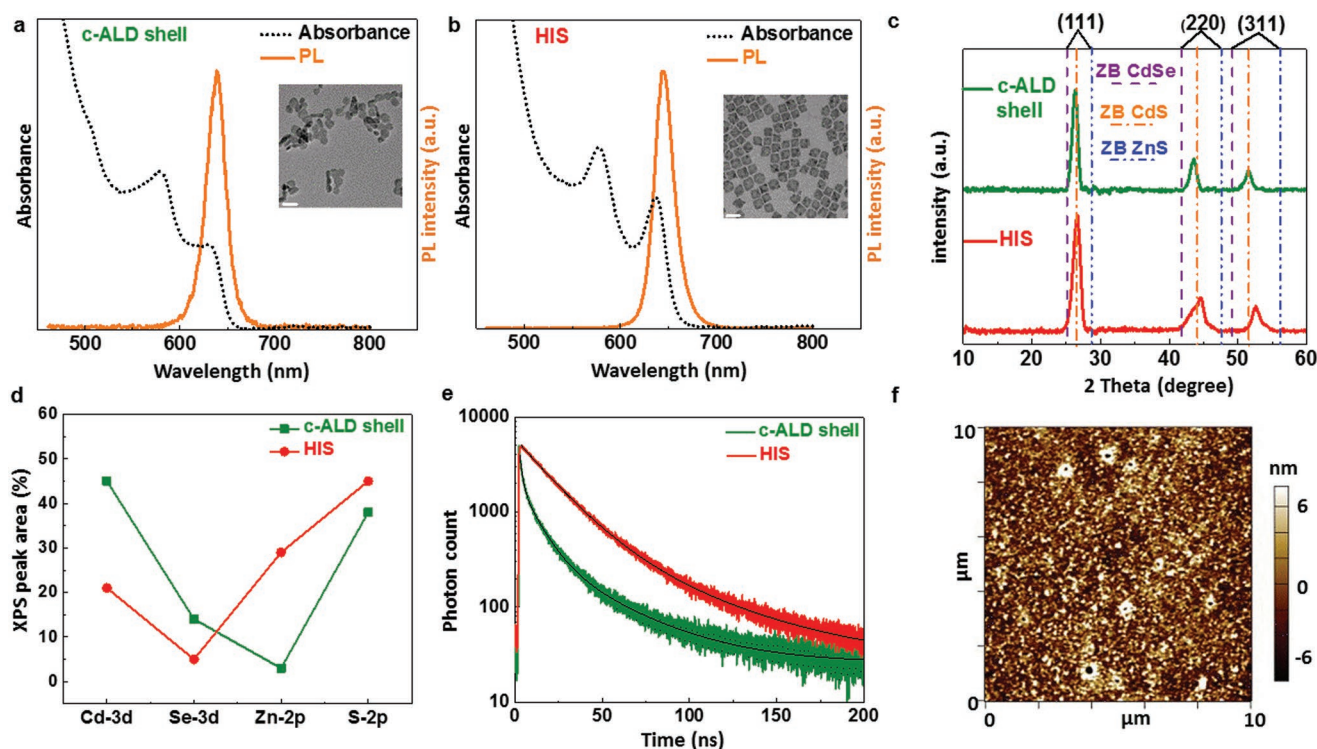 a
c-ALD shell
Absorbance
PL
Absorbance
PL intensity (a.u.)
500
600
700
800
Wavelength (nm)
b
HIS
Absorbance
PL
Absorbance
PL intensity (a.u.)
500
600
700
800
Wavelength (nm)
c
(111)
(220)
(311)
c-ALD
shell
ZB CdSe
ZB CdS
ZB ZnS
HIS
intensity (a.u.)
10
20
30
40
50
60
2 Theta (degree)
d
c-ALD shell
HIS
XPS peak area (%)
60
50
40
30
20
10
0
Cd-3d
Se-3d
Zn-2p
S-2p
e
c-ALD shell
HIS
Photon count
10000
1000
100
10
0
50
75
100
150
200
Time (ns)
f
10
μm
0
0
μm
10
nm
6
0
-6